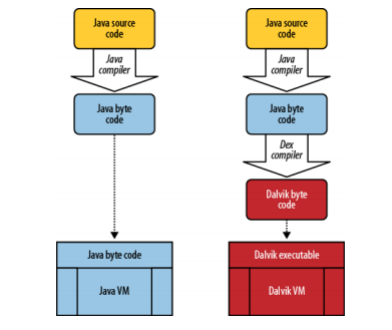 Java source
code
Java
compiler
Java byte
code
Java byte code
Java VM
Java source
code
Java
compiler
Java byte
code
Dex
compiler
Dalvik byte
code
Dalvik executable
Dalvik VM